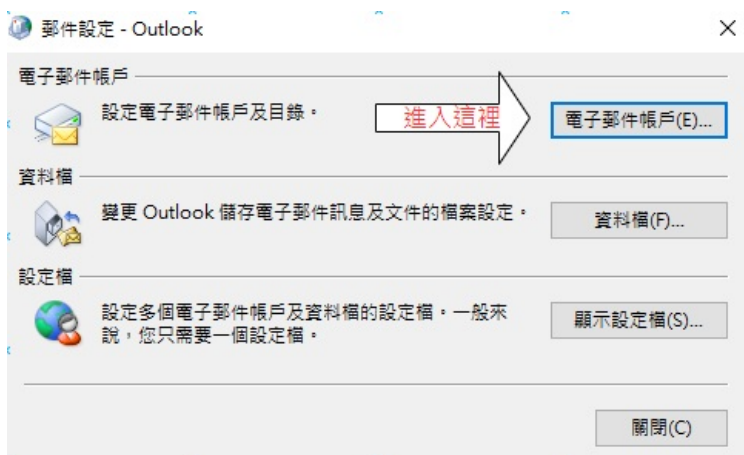 郵件設定 - Outlook
電子郵件帳戶
設定電子郵件帳戶及目錄。
進入這裡
電子郵件帳戶(E)...
資料檔
變更 Outlook 儲存電子郵件訊息及文件的檔案設定。
資料檔(F)...
設定檔
設定多個電子郵件帳戶及資料檔的設定檔。一般來
說，您只需要一個設定檔。
顯示設定檔(S)...
關閉(C)